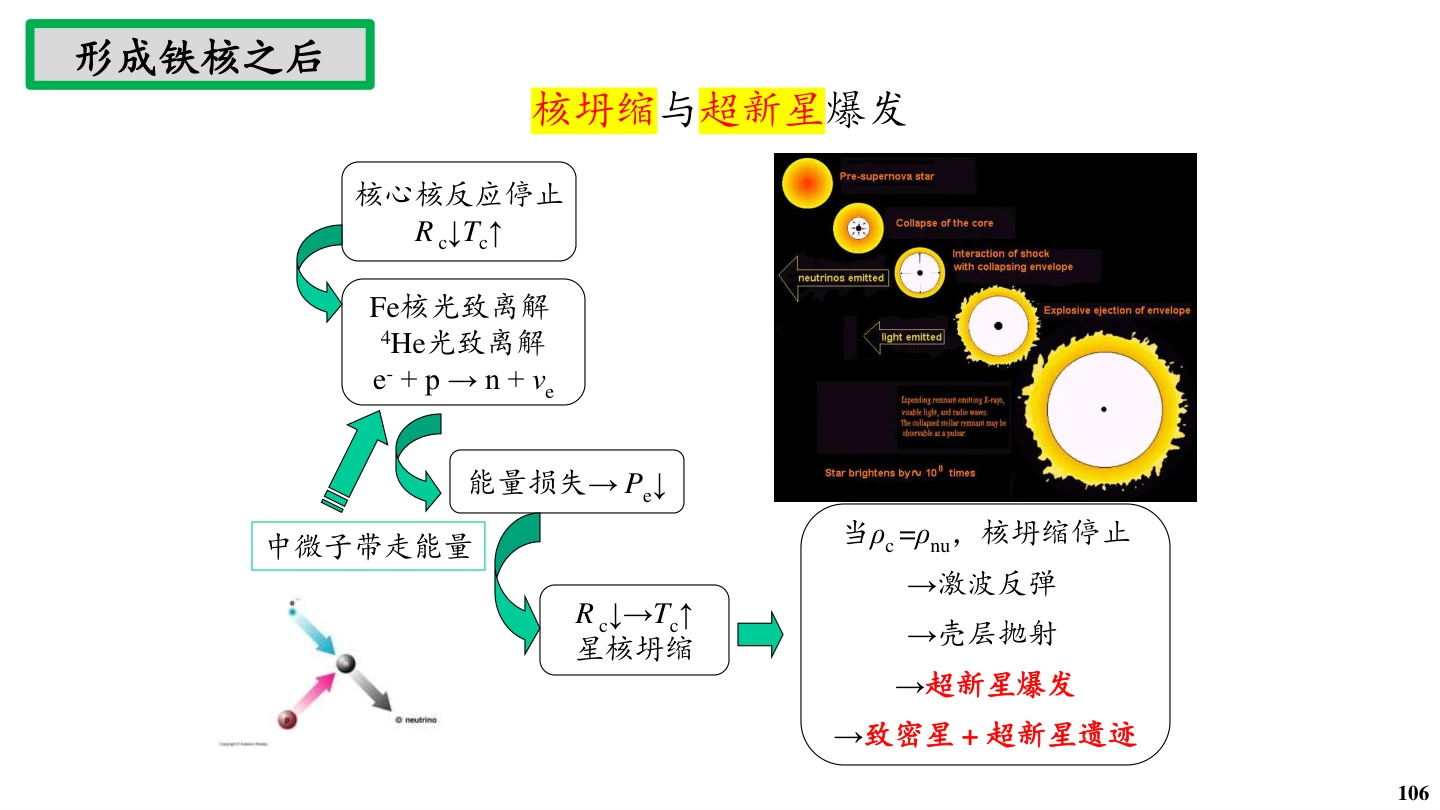 形成铁核之后
核坍缩与超新星爆发
核心核反应停止
R c↓Tc↑
Fe核光致离解
⁴He光致离解
e- + p → n + νe
能量损失→ Pe↓
中微子带走能量
R c↓→Tc↑
星核坍缩
e⁻
n
p
neutrino
Pre-supernova star
Collapse of the core
Interaction of shock
with collapsing envelope
neutrinos emitted
Explosive ejection of envelope
light emitted
Expending remnant emitting X-rays,
visable light, and radio waves.
The collapsed stellar remnant may be
observable as a pulsar.
Star brightens by ~ 10⁸ times
当ρc =ρnu，核坍缩停止
→激波反弹
→壳层抛射
→超新星爆发
→致密星 + 超新星遗迹
106